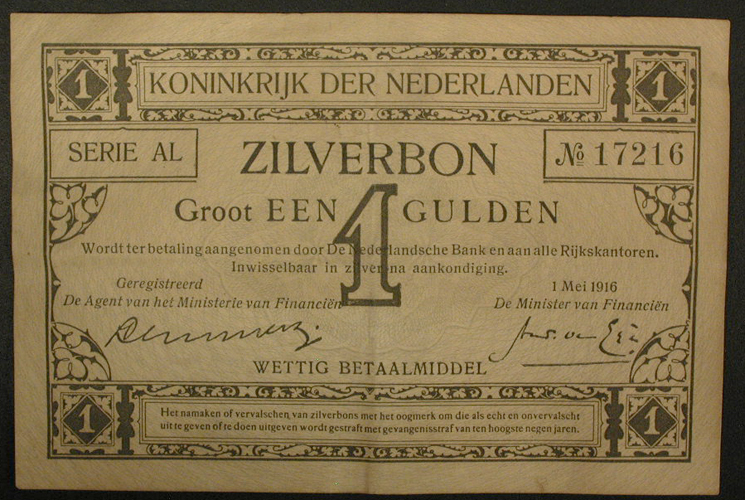 1 KONINKRIJK DER NEDERLANDEN 1
SERIE AL ZILVERBON № 17216
Groot EEN 1 GULDEN
Wordt ter betaling aangenomen door De Nederlandsche Bank en aan alle Rijkskantoren.
Inwisselbaar in zilver na aankondiging.
Geregistreerd 1 Mei 1916
De Agent van het Ministerie van Financiën De Minister van Financiën
WETTIG BETAALMIDDEL
1 Het namaken of vervalschen van zilverbons met het oogmerk om die als echt en onvervalscht 1
uit te geven of te doen uitgeven wordt gestraft met gevangenisstraf van ten hoogste negen jaren.